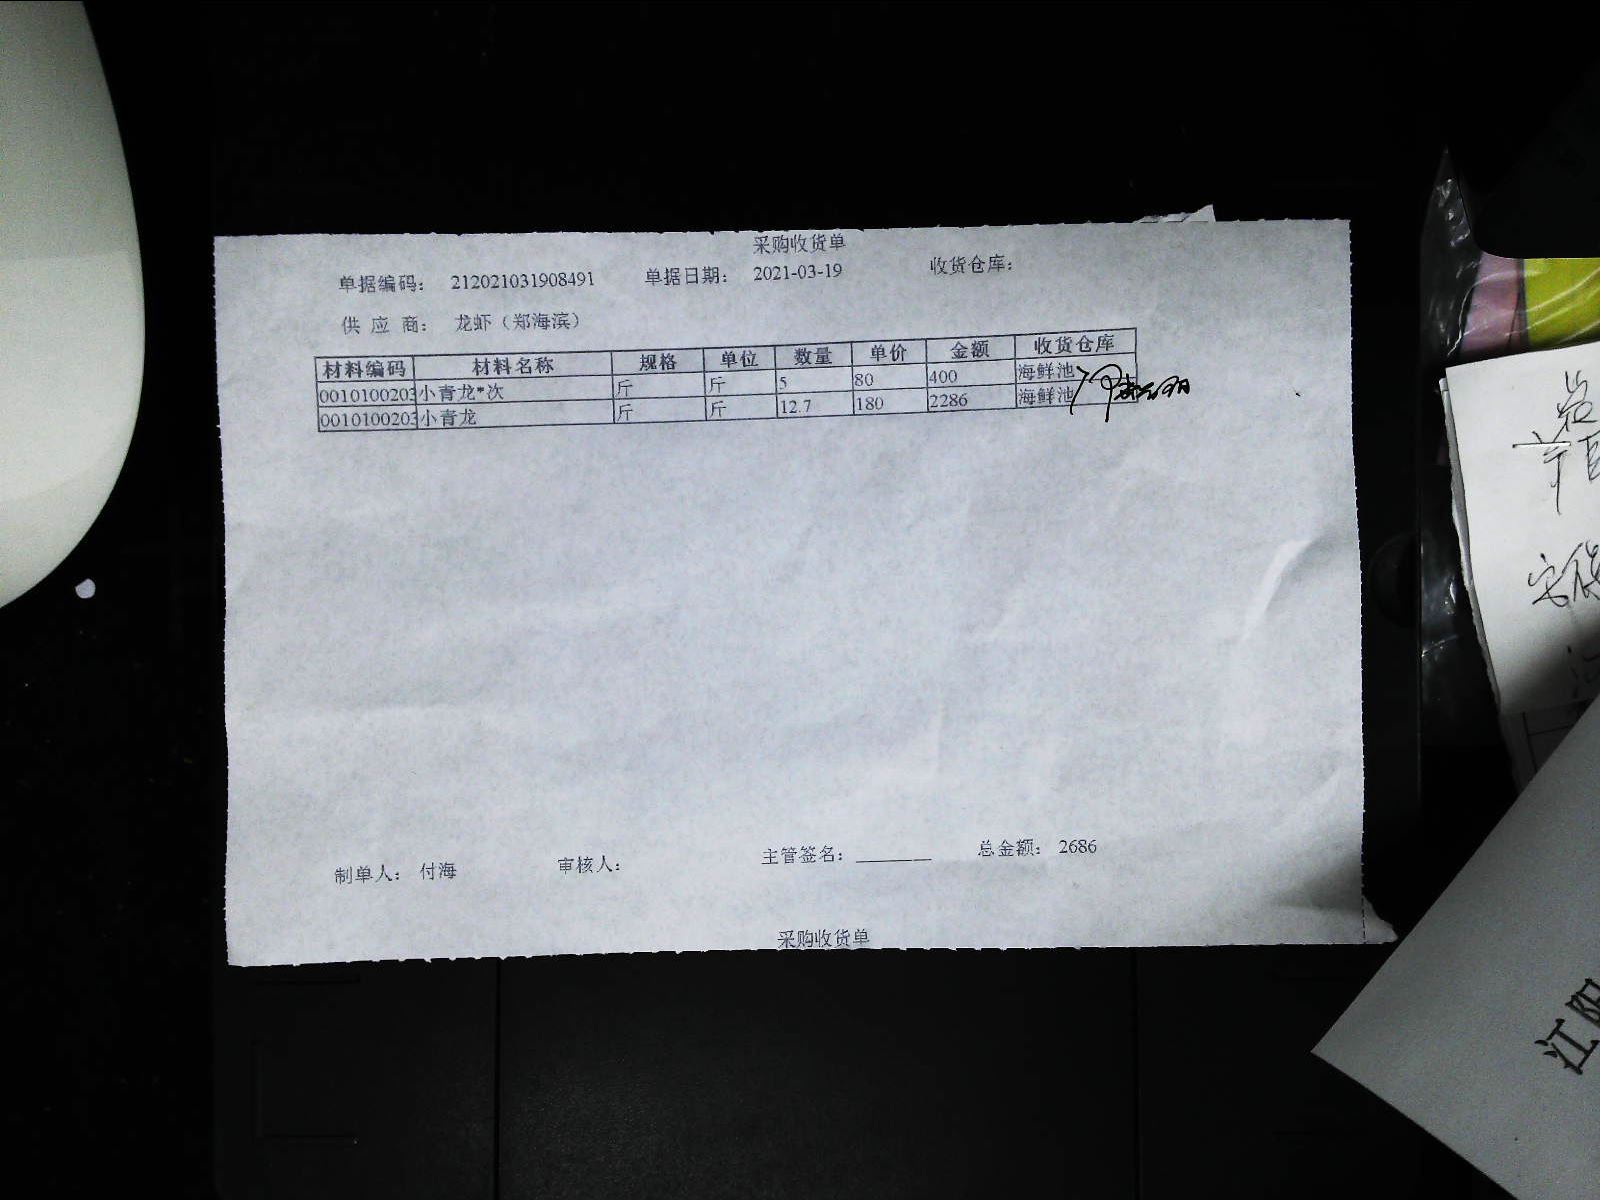 采购收货单
单据编码： 212021031908491 单据日期： 2021-03-19 收货仓库：
供 应 商： 龙虾（郑海滨）
材料编码 材料名称 规格 单位 数量 单价 金额 收货仓库
0010100203 小青龙*次 斤 斤 5 80 400 海鲜池
0010100203 小青龙 斤 斤 12.7 180 2286 海鲜池
制单人： 付海 审核人： 主管签名：________ 总金额： 2686
采购收货单
江阴